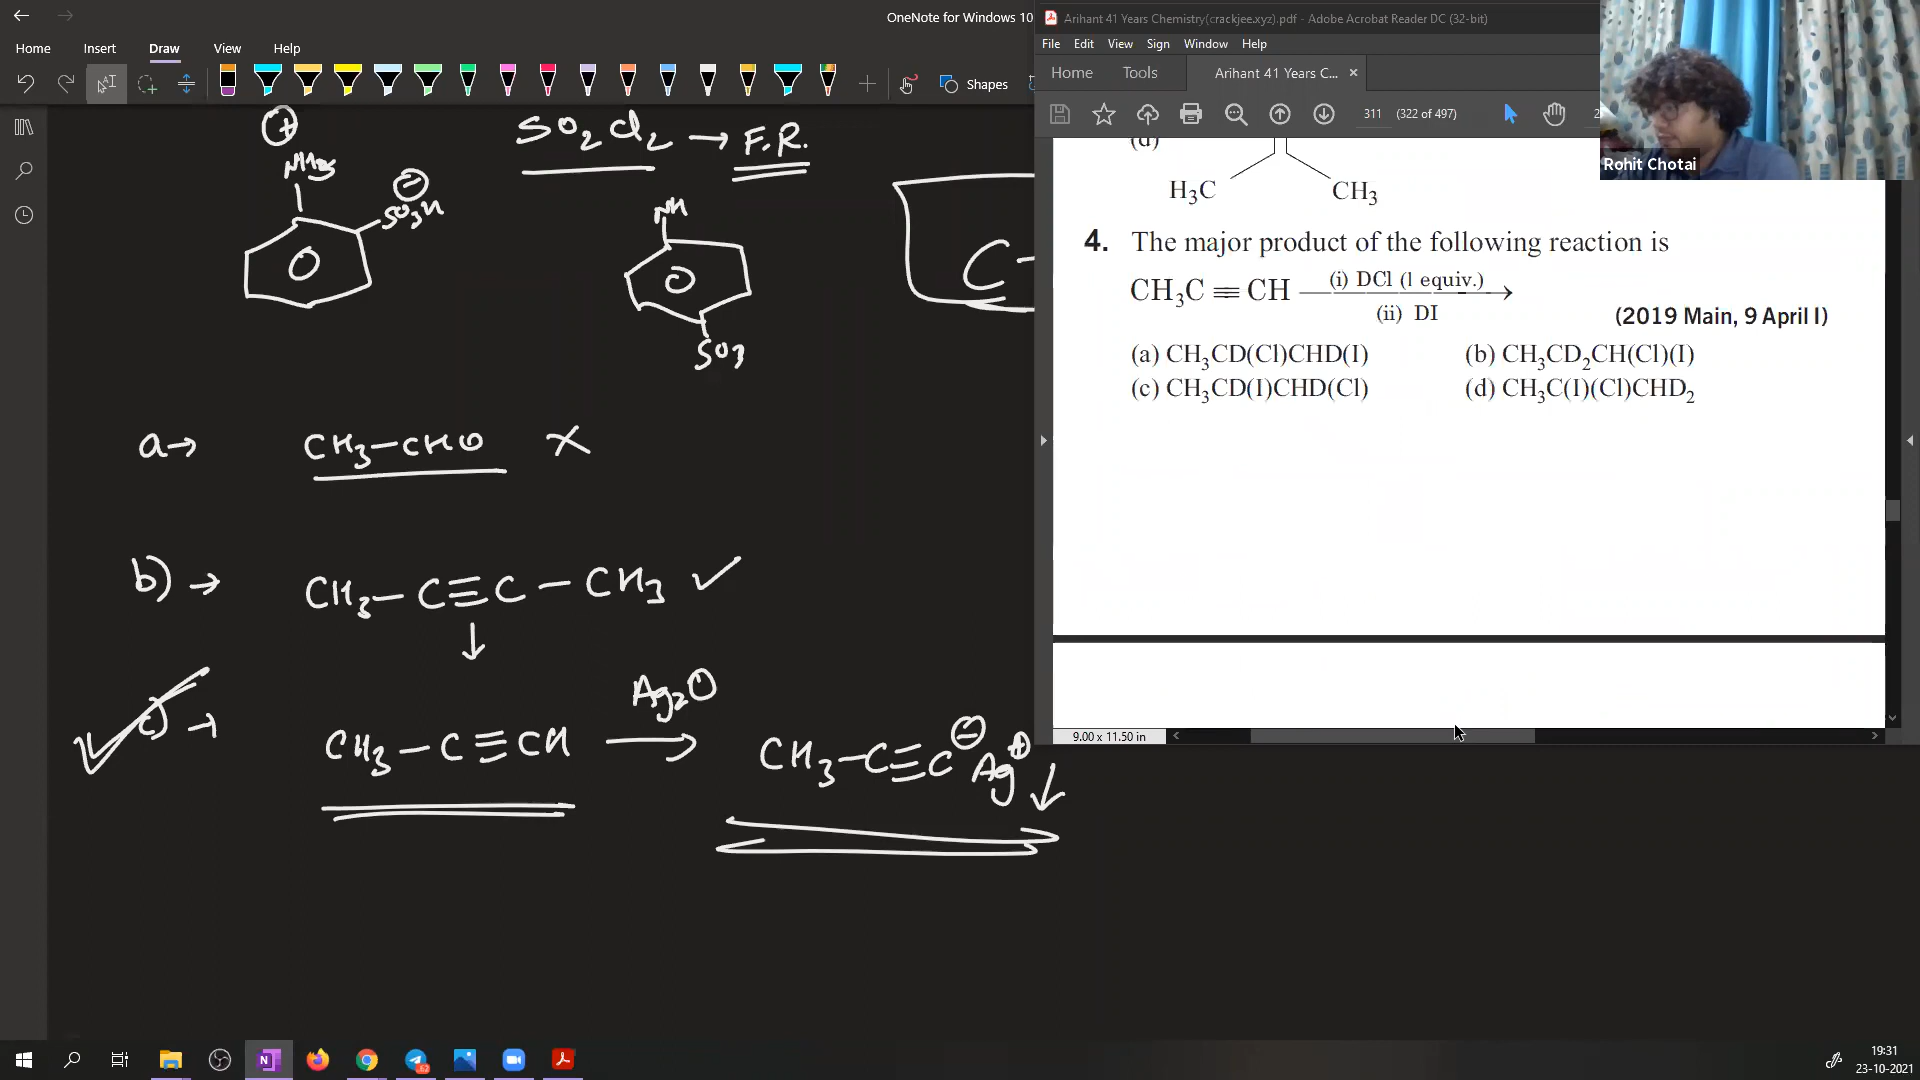 OneNote for Windows 10
Home Insert Draw View Help
Shapes
Arihant 41 Years Chemistry(crackjee.xyz).pdf - Adobe Acrobat Reader DC (32-bit)
File Edit View Sign Window Help
Home Tools Arihant 41 Years C... ×
311 (322 of 497)
Rohit Chotai
(d)
H₃C CH₃
4. The major product of the following reaction is
CH₃C ≡ CH (i) DCl (1 equiv.) → (ii) DI
(2019 Main, 9 April I)
(a) CH₃CD(Cl)CHD(I) (b) CH₃CD₂CH(Cl)(I)
(c) CH₃CD(I)CHD(Cl) (d) CH₃C(I)(Cl)CHD₂
9.00 x 11.50 in
⊕
⊖
SO₃H
SO₂Cl₂ → F.R.
NH
SO₃
C-
a→ CH₃-CHO ×
b) → CH₃-C≡C-CH₃ ✓
↓
✓ c) → CH₃-C≡CH Ag₂O → CH₃-C≡C⊖ Ag⊕ ↓
19:31
23-10-2021